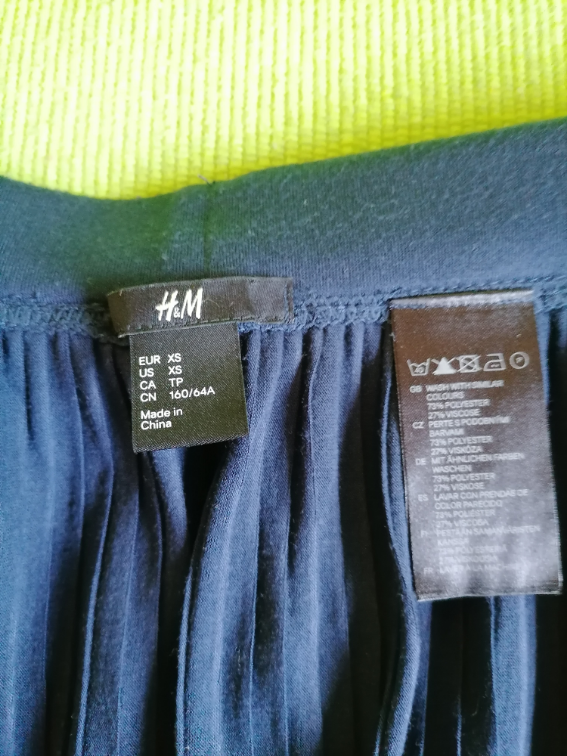 H&M
EUR XS
US XS
CA TP
CN 160/64A
Made in
China
GB WASH WITH SIMILAR
COLOURS
73% POLYESTER
27% VISCOSE
CZ PERTE S PODOBNÝMI
BARVAMI
73% POLYESTER
27% VISKÓZA
DE MIT ÄHNLICHEN FARBEN
WASCHEN
73% POLYESTER
27% VISKOSE
ES LAVAR CON PRENDAS DE
COLOR PARECIDO
73% POLIÉSTER
27% VISCOSA